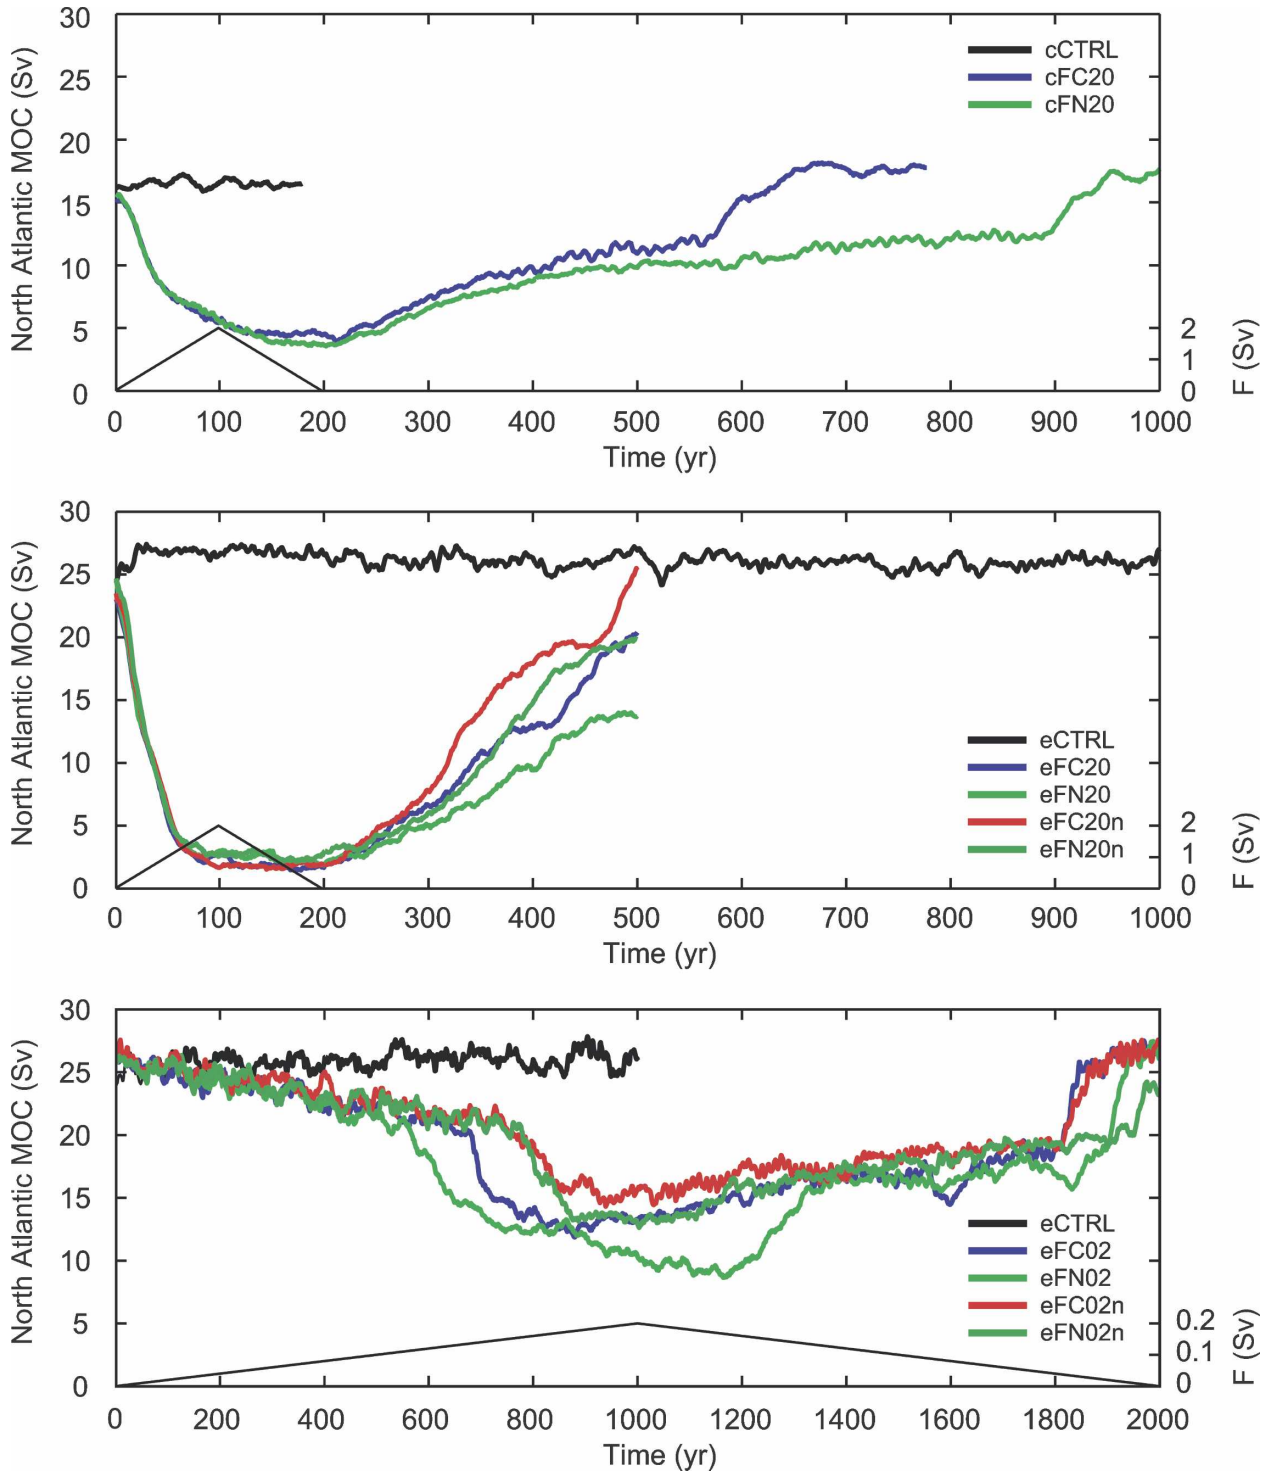 30
25
20
15
10
5
0
North Atlantic MOC (Sv)
cCTRL
cFC20
cFN20
2
1
0
F (Sv)
0 100 200 300 400 500 600 700 800 900 1000
Time (yr)
30
25
20
15
10
5
0
North Atlantic MOC (Sv)
eCTRL
eFC20
eFN20
eFC20n
eFN20n
2
1
0
F (Sv)
0 100 200 300 400 500 600 700 800 900 1000
Time (yr)
30
25
20
15
10
5
0
North Atlantic MOC (Sv)
eCTRL
eFC02
eFN02
eFC02n
eFN02n
0.2
0.1
0
F (Sv)
0 200 400 600 800 1000 1200 1400 1600 1800 2000
Time (yr)